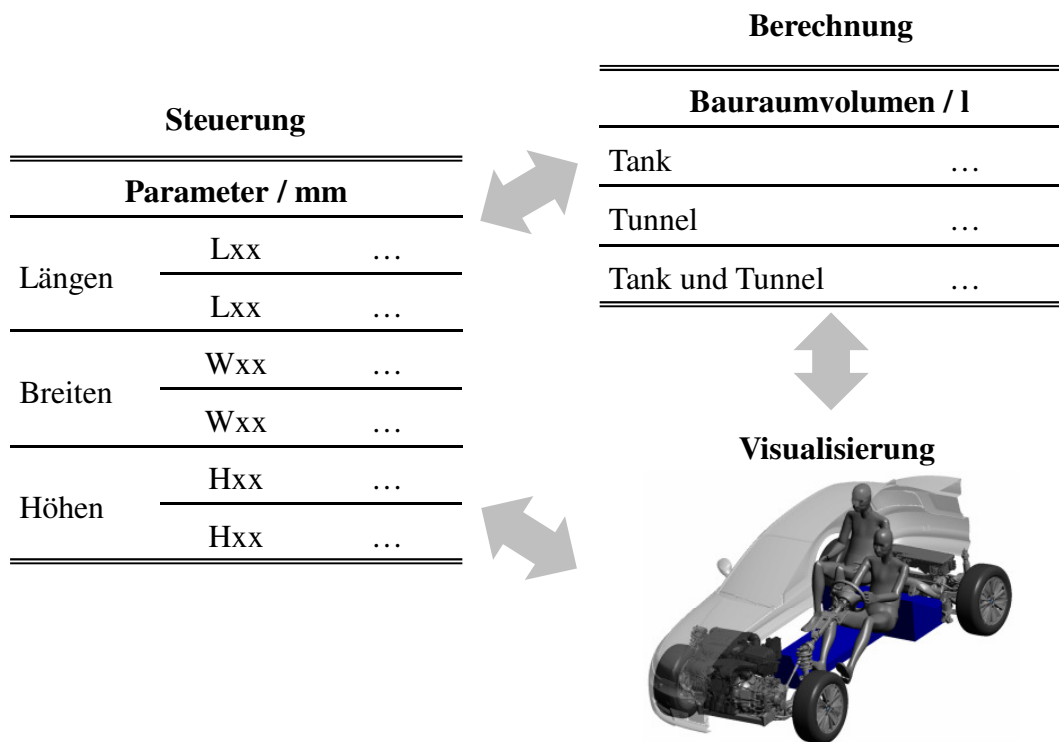 Steuerung
Parameter / mm
Längen
Lxx …
Lxx …
Breiten
Wxx …
Wxx …
Höhen
Hxx …
Hxx …
Berechnung
Bauraumvolumen / l
Tank …
Tunnel …
Tank und Tunnel …
Visualisierung